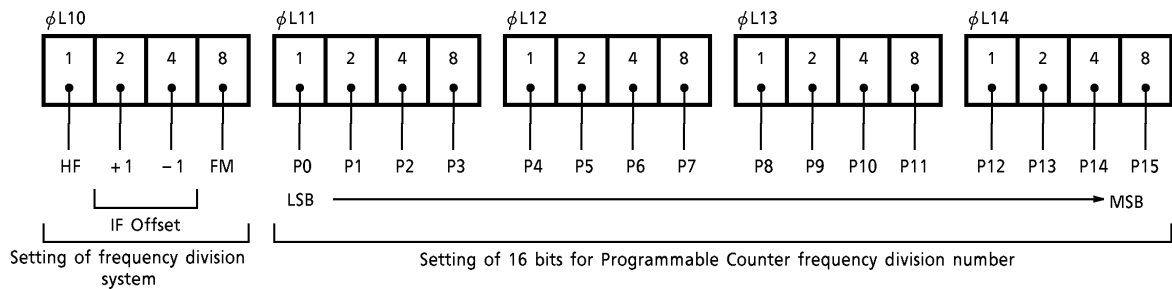 ϕL10 ϕL11 ϕL12 ϕL13 ϕL14
1 2 4 8 1 2 4 8 1 2 4 8 1 2 4 8 1 2 4 8
HF +1 −1 FM P0 P1 P2 P3 P4 P5 P6 P7 P8 P9 P10 P11 P12 P13 P14 P15
LSB MSB
IF Offset
Setting of frequency division
system
Setting of 16 bits for Programmable Counter frequency division number